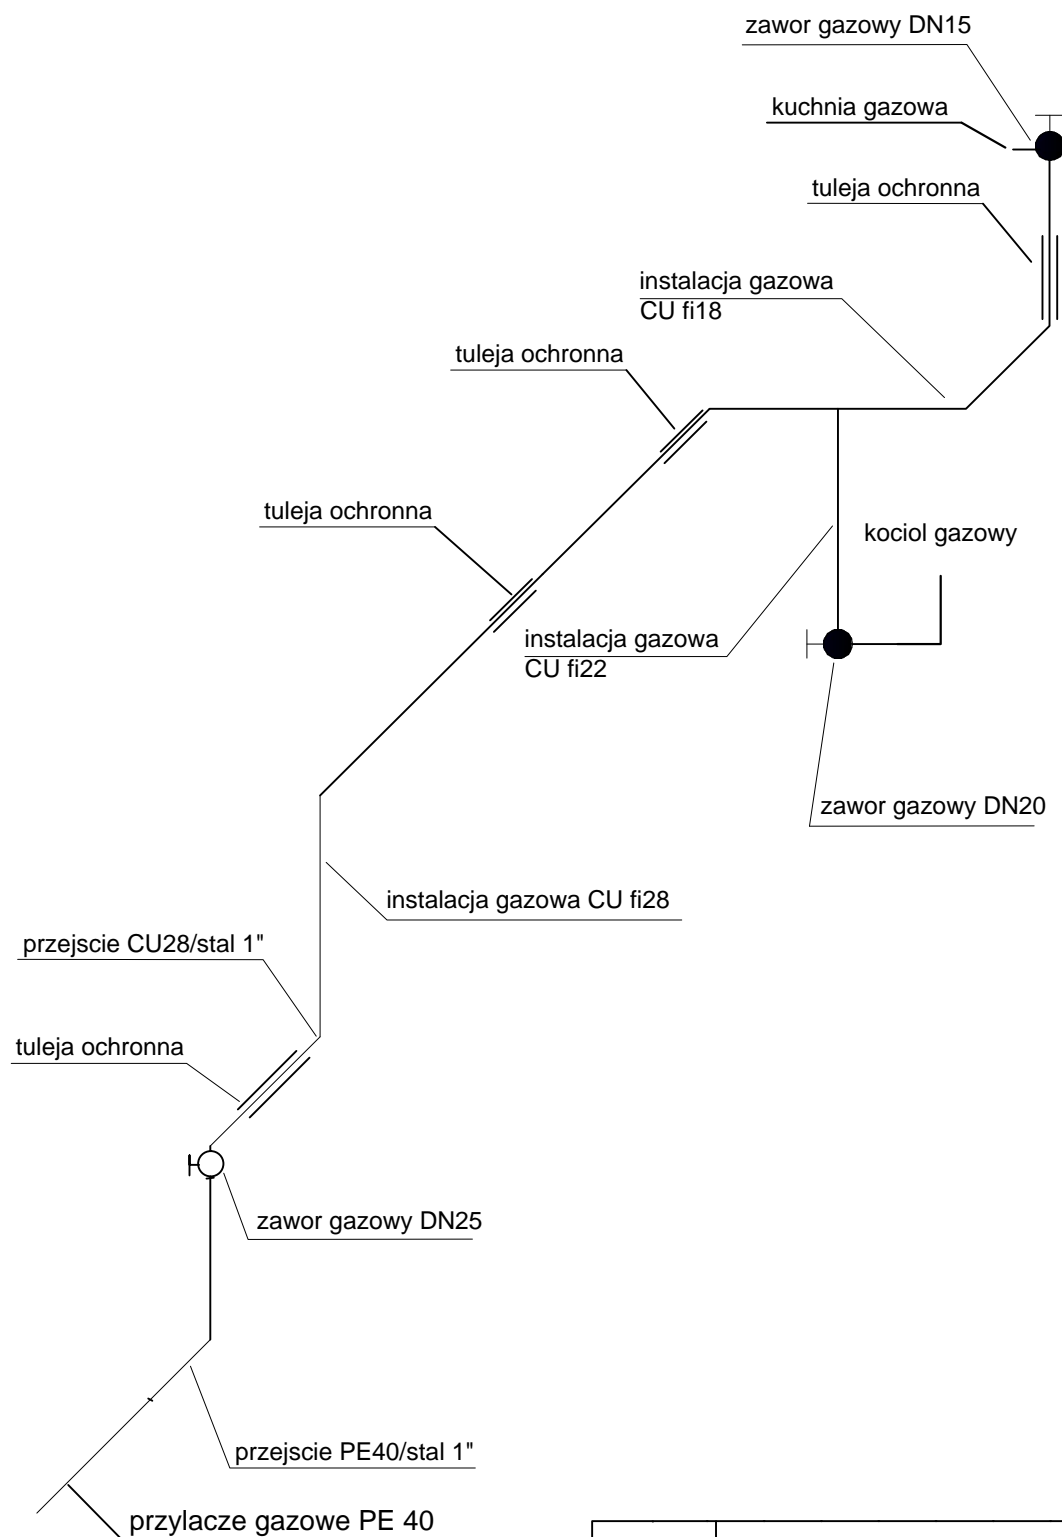 zawor gazowy DN15
kuchnia gazowa
tuleja ochronna
instalacja gazowa
CU fi18
tuleja ochronna
tuleja ochronna
kociol gazowy
instalacja gazowa
CU fi22
zawor gazowy DN20
instalacja gazowa CU fi28
przejscie CU28/stal 1"
tuleja ochronna
zawor gazowy DN25
przejscie PE40/stal 1"
przylacze gazowe PE 40